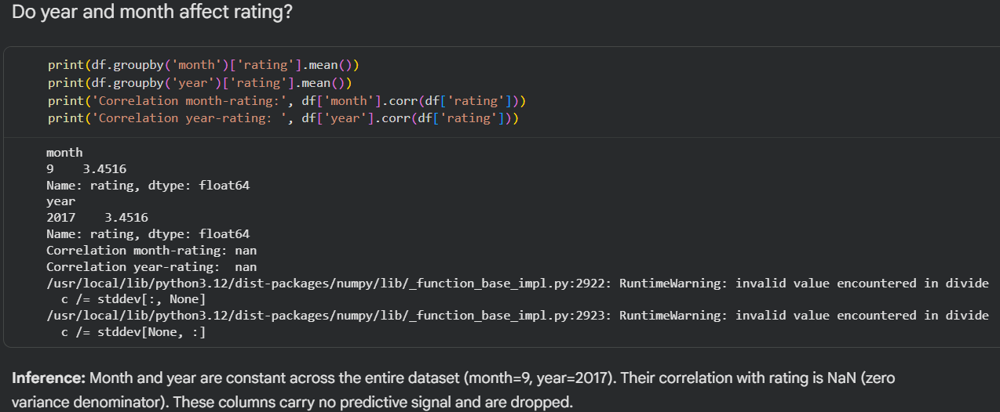 Do year and month affect rating?
print(df.groupby('month')['rating'].mean())
print(df.groupby('year')['rating'].mean())
print('Correlation month-rating:', df['month'].corr(df['rating']))
print('Correlation year-rating: ', df['year'].corr(df['rating']))
month
9    3.4516
Name: rating, dtype: float64
year
2017    3.4516
Name: rating, dtype: float64
Correlation month-rating: nan
Correlation year-rating:  nan
/usr/local/lib/python3.12/dist-packages/numpy/lib/_function_base_impl.py:2922: RuntimeWarning: invalid value encountered in divide
  c /= stddev[:, None]
/usr/local/lib/python3.12/dist-packages/numpy/lib/_function_base_impl.py:2923: RuntimeWarning: invalid value encountered in divide
  c /= stddev[None, :]
Inference: Month and year are constant across the entire dataset (month=9, year=2017). Their correlation with rating is NaN (zero
variance denominator). These columns carry no predictive signal and are dropped.